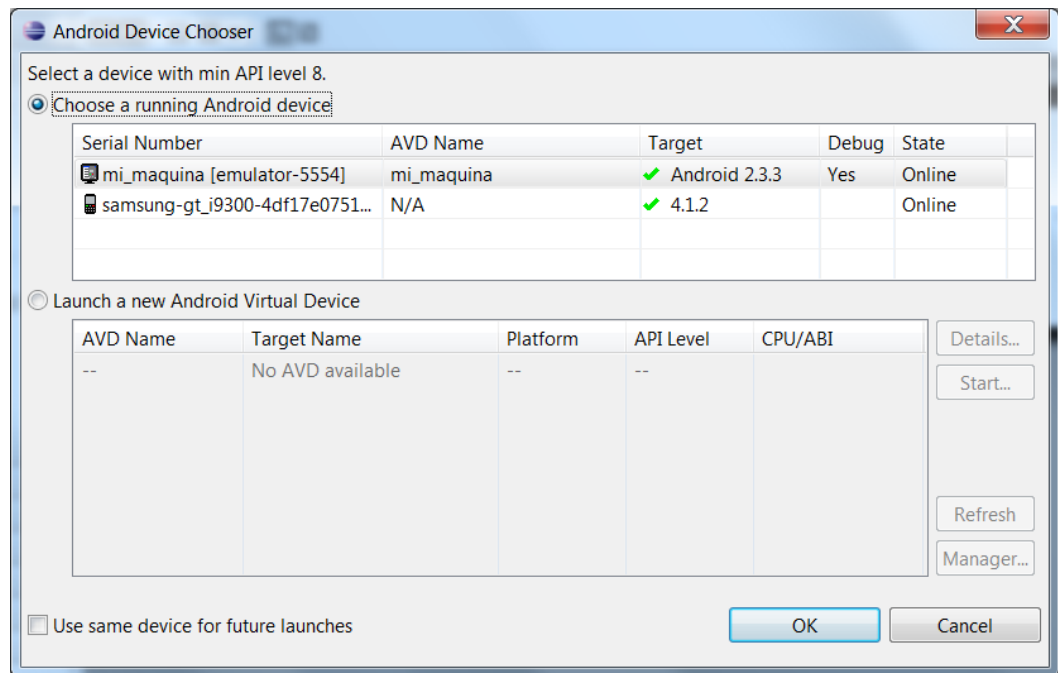 Android Device Chooser
Select a device with min API level 8.
Choose a running Android device
Serial Number AVD Name Target Debug State
mi_maquina [emulator-5554] mi_maquina Android 2.3.3 Yes Online
samsung-gt_i9300-4df17e0751... N/A 4.1.2 Online
Launch a new Android Virtual Device
AVD Name Target Name Platform API Level CPU/ABI
-- No AVD available -- --
Details...
Start...
Refresh
Manager...
Use same device for future launches
OK Cancel